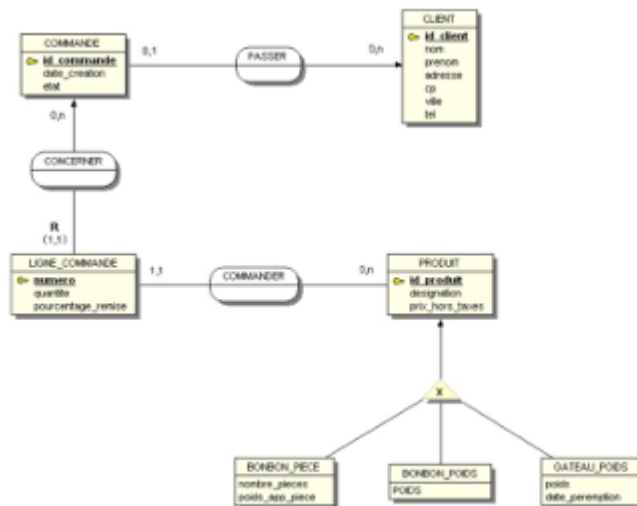 COMMANDE
id_commande
date_creation
etat
0,1
PASSER
0,n
CLIENT
id_client
nom
prenom
adresse
cp
ville
tel
0,n
CONCERNER
R
(1,1)
LIGNE_COMMANDE
numero
quantite
pourcentage_remise
1,1
COMMANDER
0,n
PRODUIT
id_produit
designation
prix_hors_taxes
X
BONBON_PIECE
nombre_pieces
poids_app_piece
BONBON_POIDS
POIDS
GATEAU_POIDS
poids
date_peremption